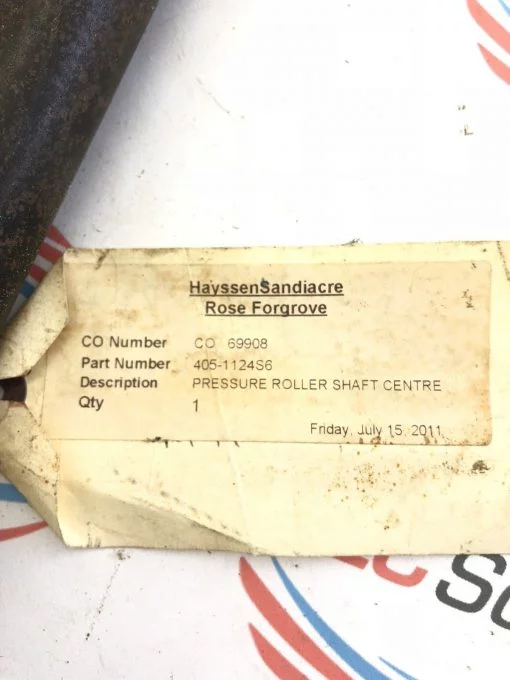 HayssenSandiacre
Rose Forgrove
CO Number CO 69908
Part Number 405-1124S6
Description PRESSURE ROLLER SHAFT CENTRE
Qty 1
Friday, July 15, 2011